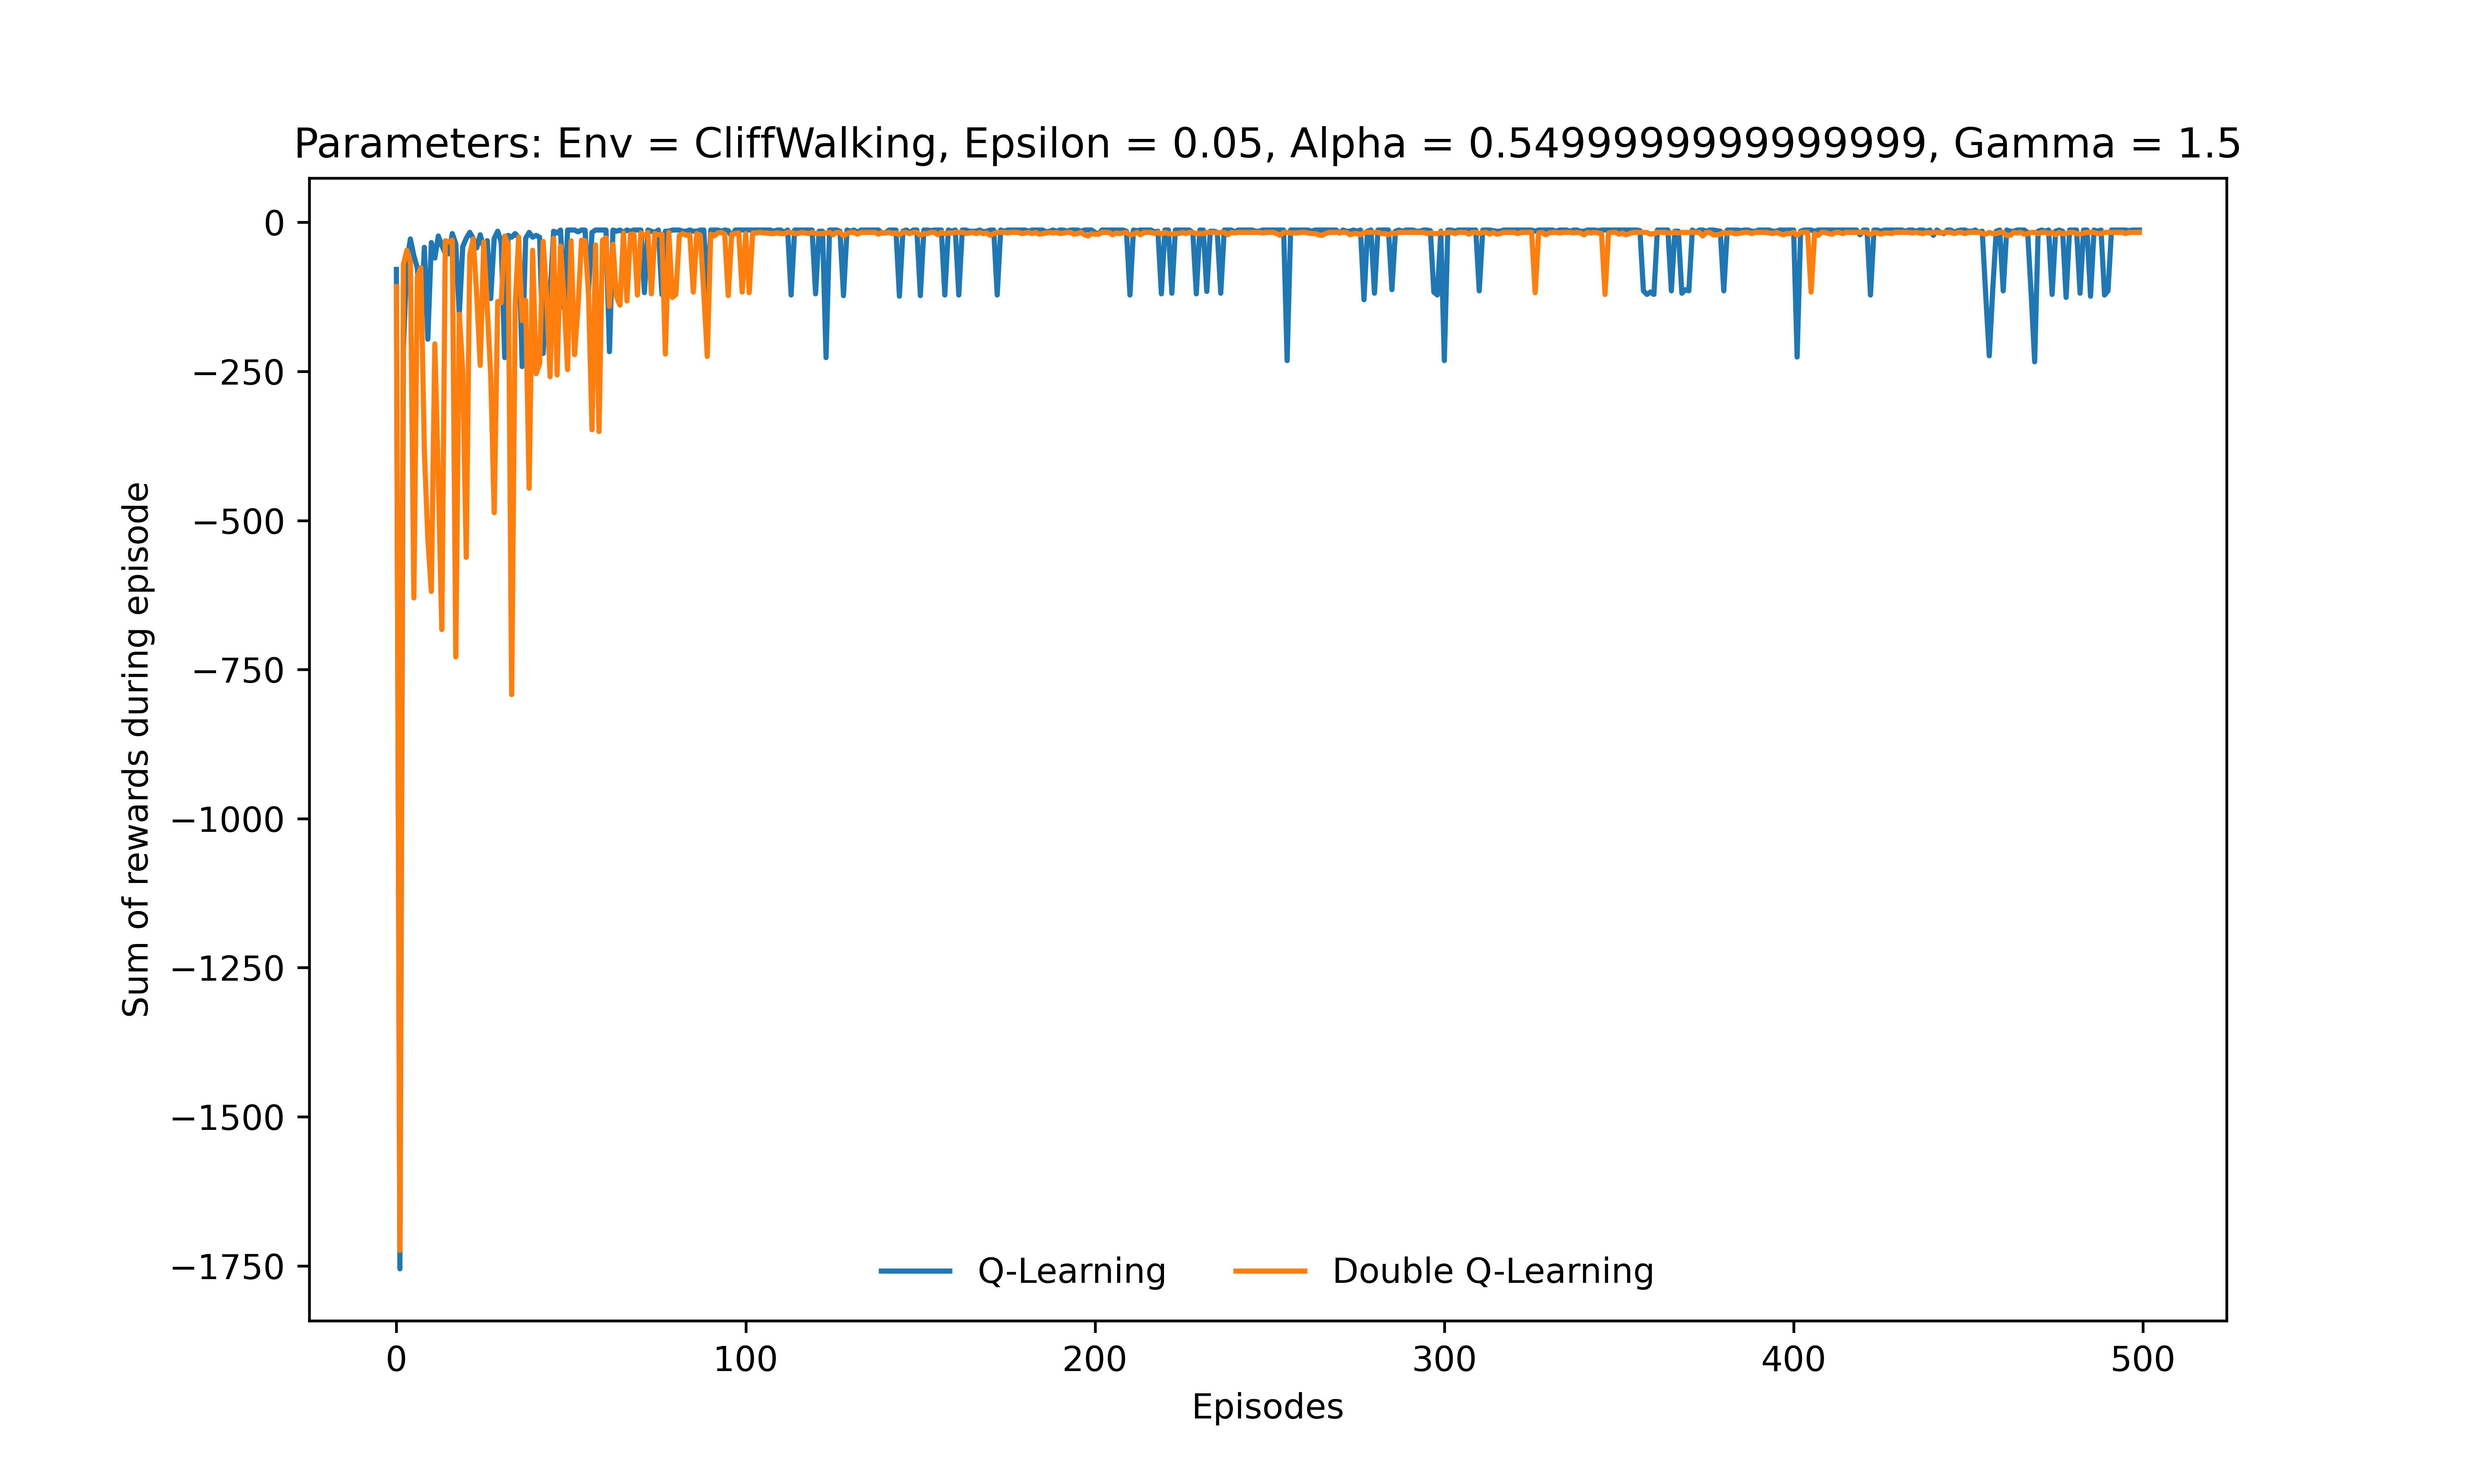 Parameters: Env = CliffWalking, Epsilon = 0.05, Alpha = 0.5499999999999999, Gamma = 1.5
0
−250
−500
−750
−1000
−1250
−1500
−1750
Sum of rewards during episode
Q-Learning
Double Q-Learning
0 100 200 300 400 500
Episodes